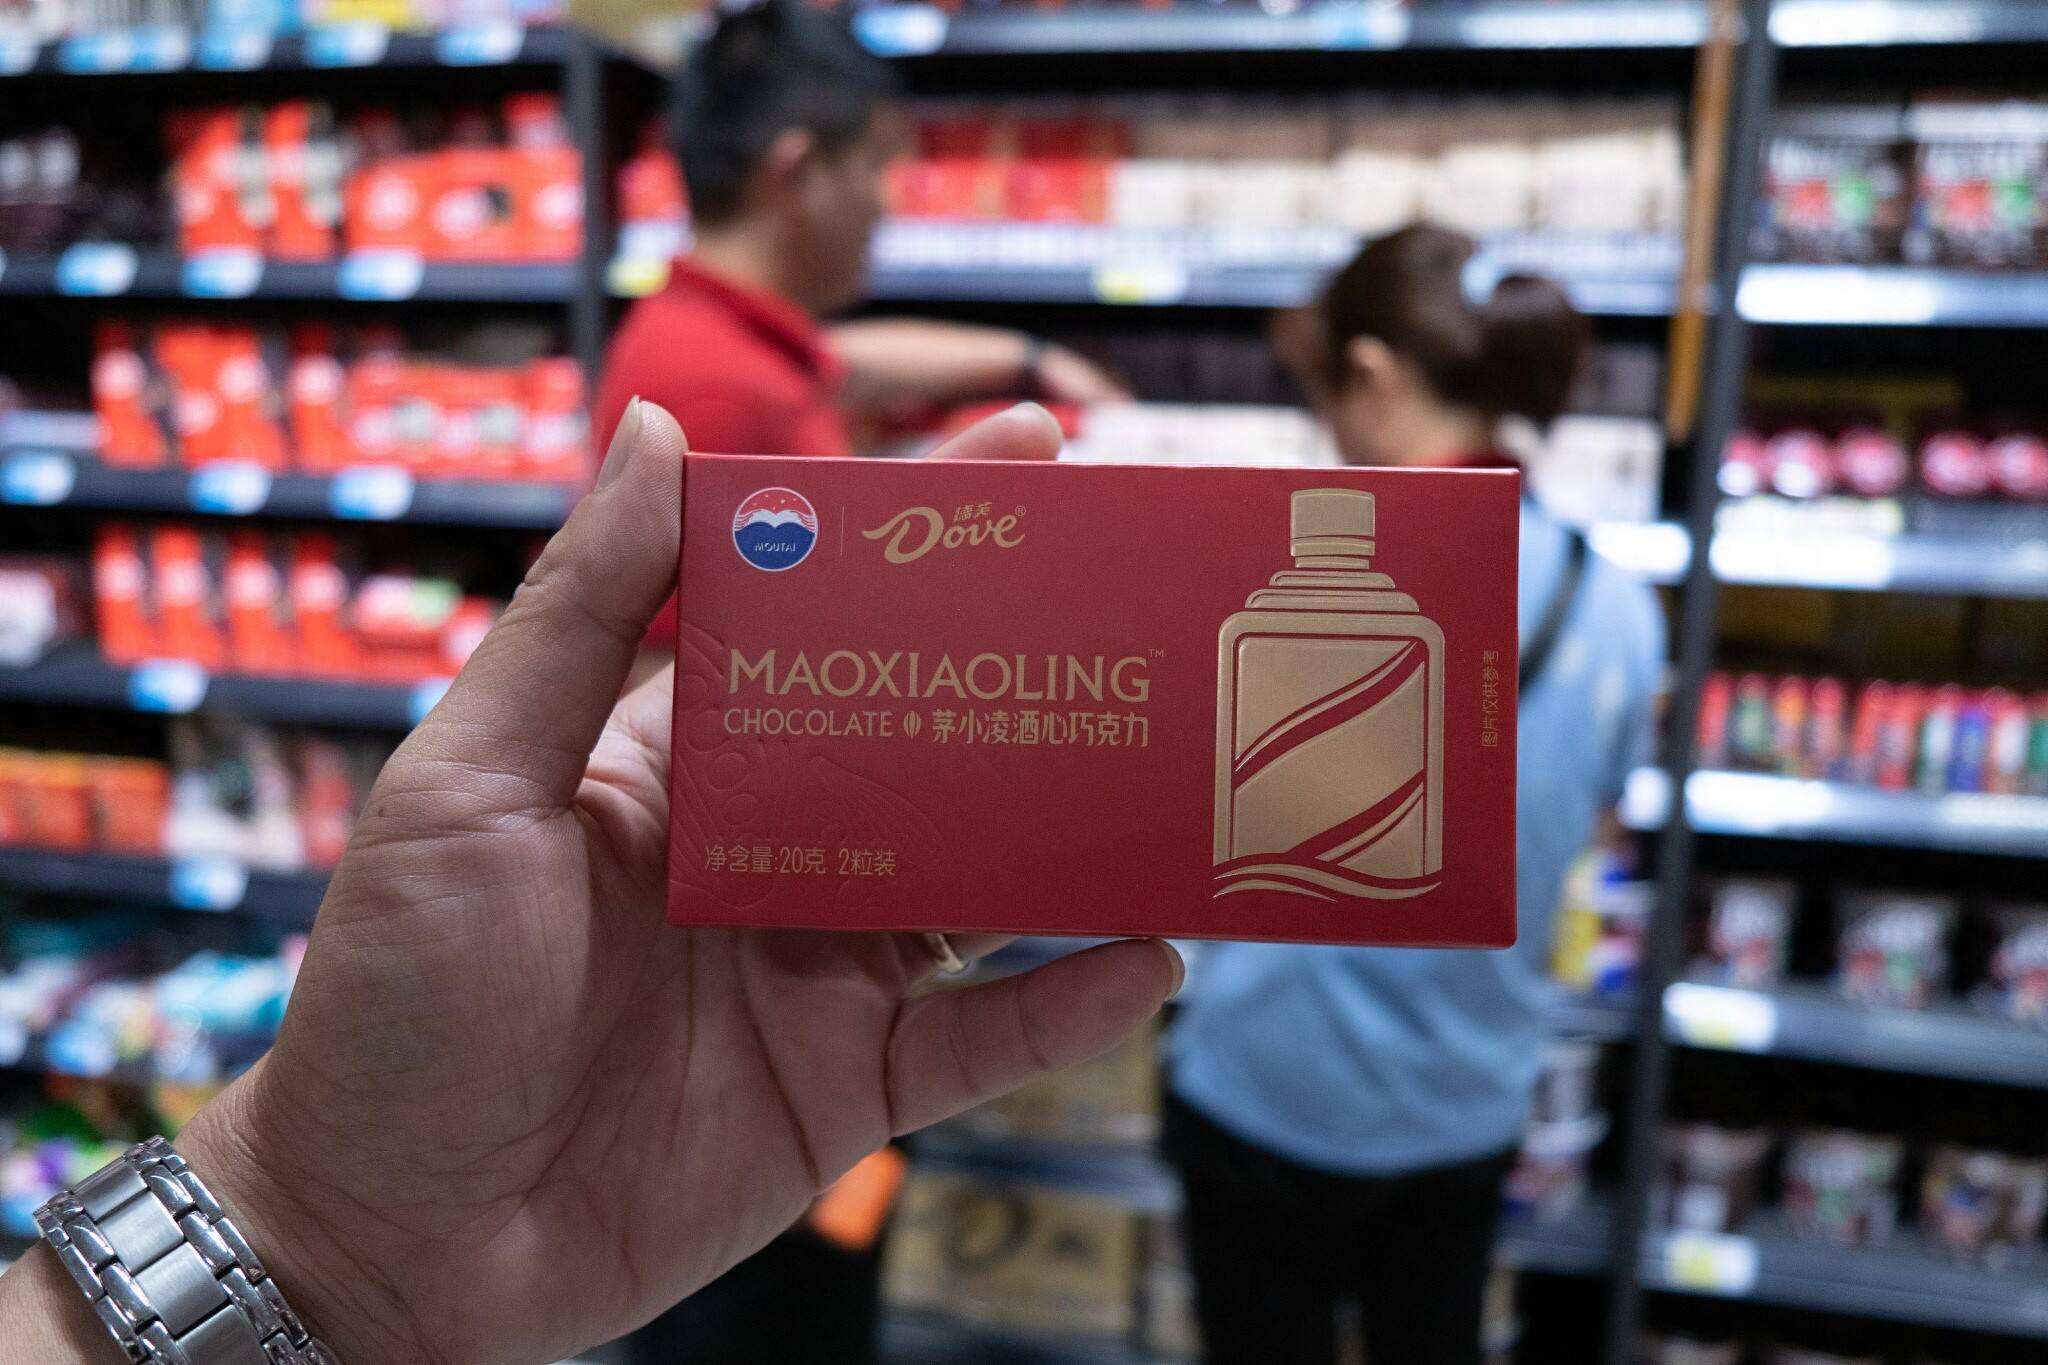 MOUTAI
德芙
Dove®
MAOXIAOLING™
CHOCOLATE 茅小凌酒心巧克力
净含量:20克 2粒装
图片仅供参考